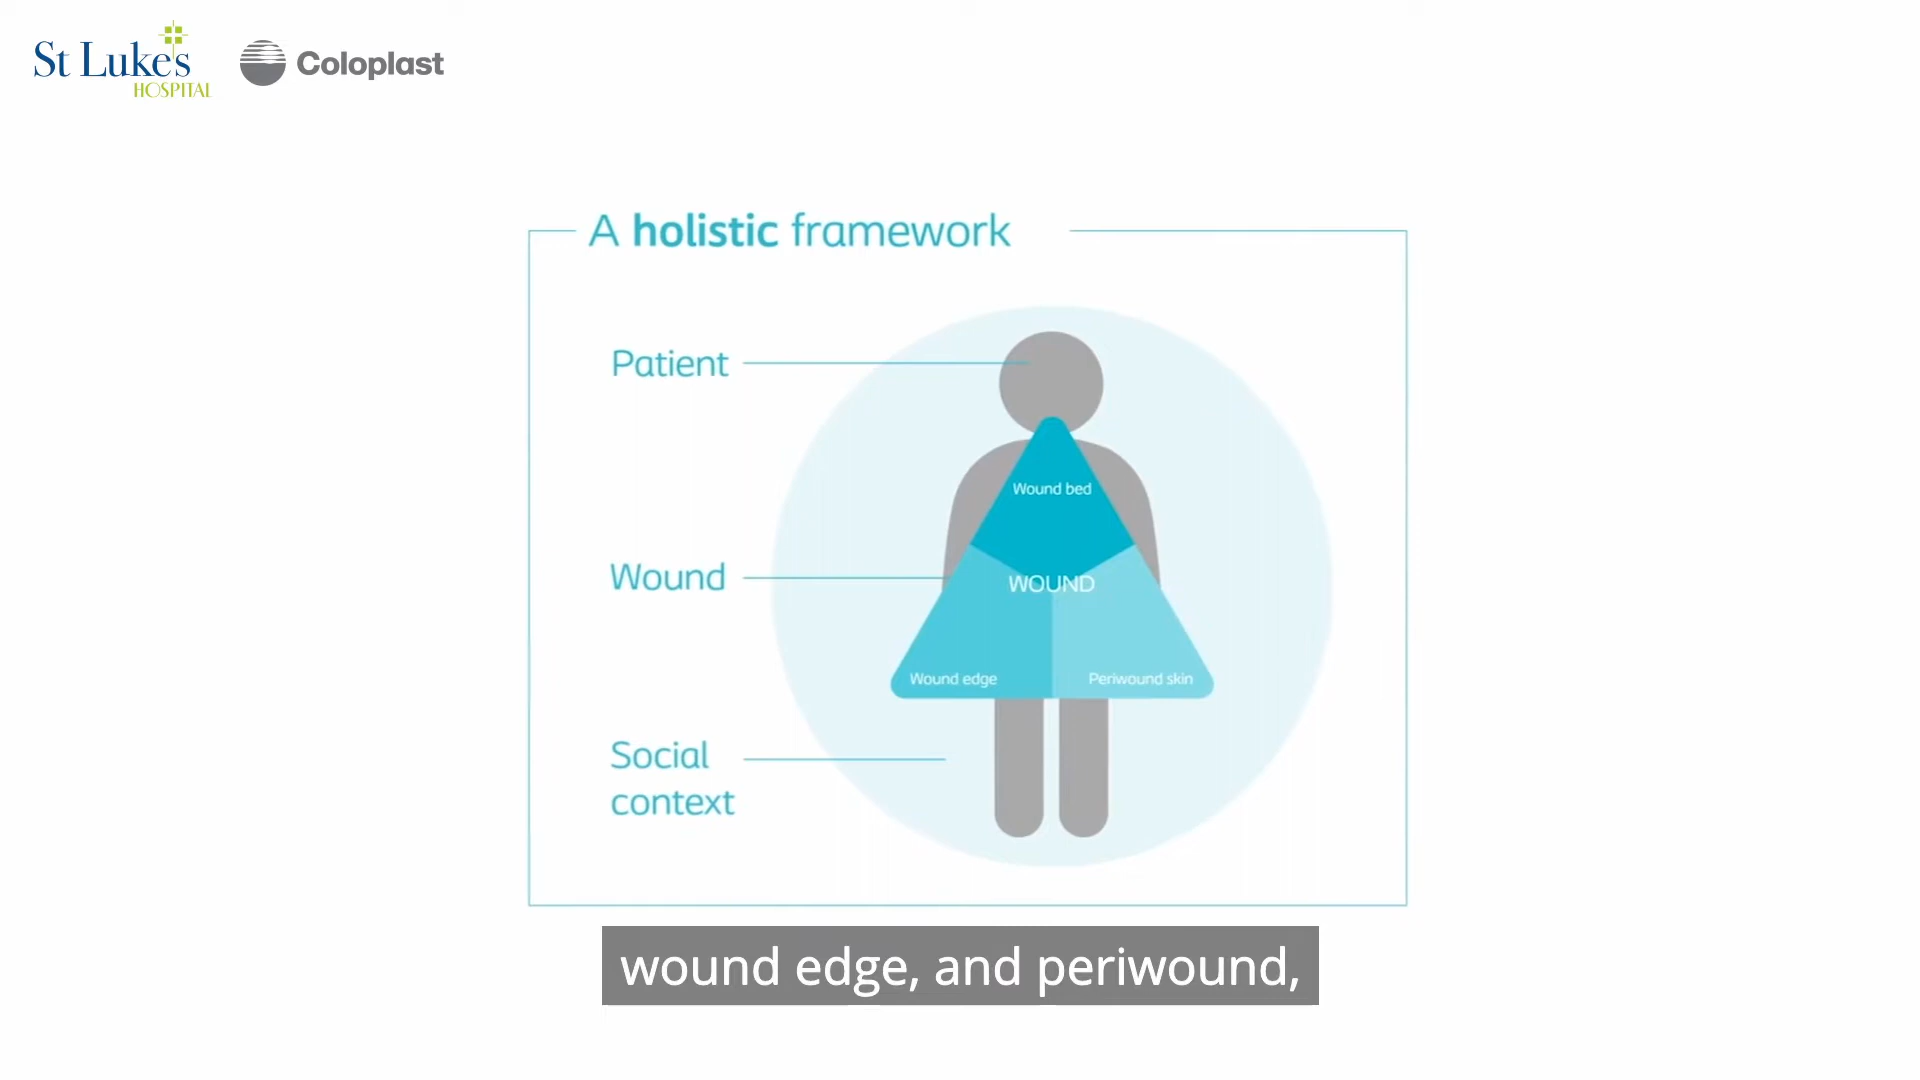 St Luke's
HOSPITAL
Coloplast
A holistic framework
Patient
Wound bed
Wound
WOUND
Wound edge
Periwound skin
Social
context
wound edge, and periwound,